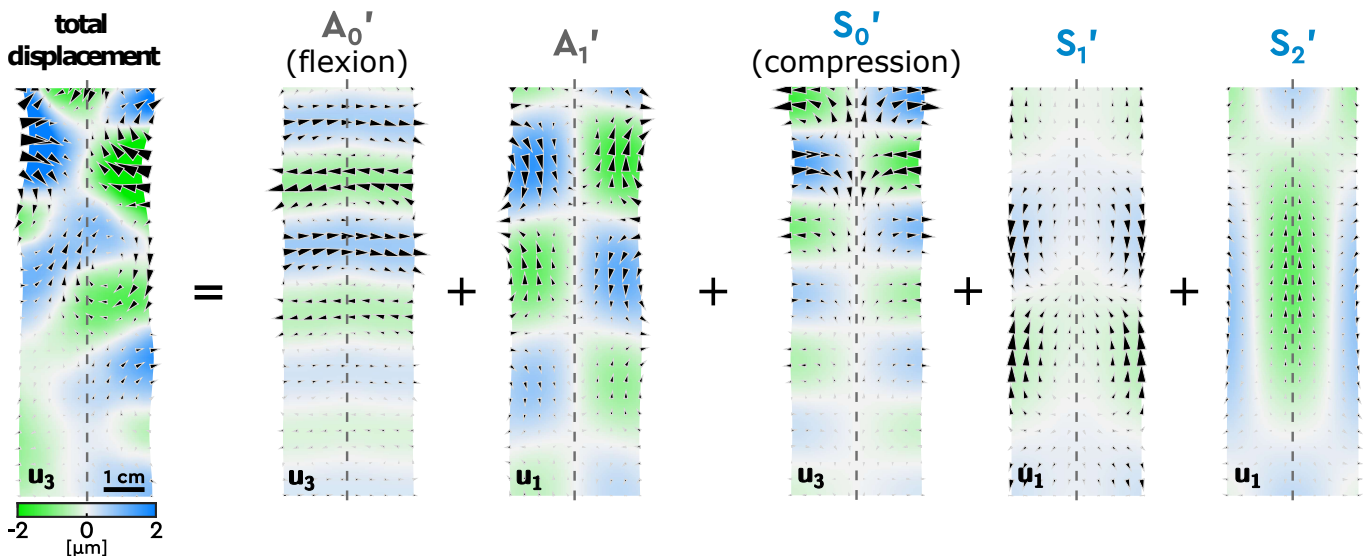 total
displacement
A₀'
(flexion)
A₁'
S₀'
(compression)
S₁'
S₂'
=
+
+
+
+
u₃
1 cm
u₃
u₁
u₃
u₁
u₁
-2
0
2
[µm]